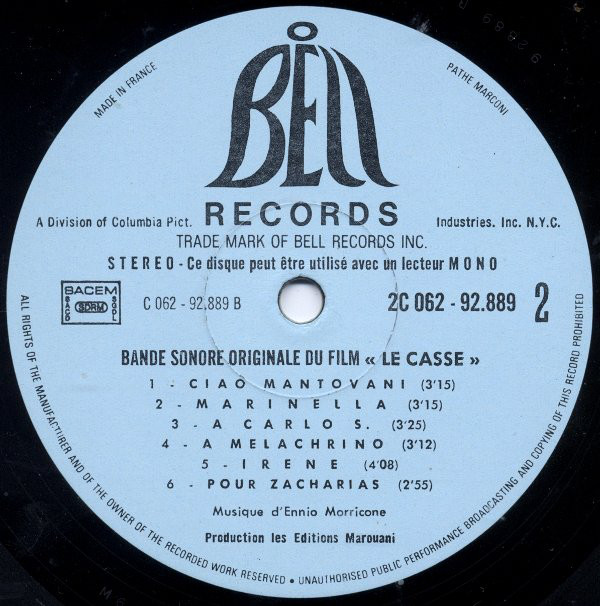 BELL
RECORDS
MADE IN FRANCE
PATHE MARCONI
A Division of Columbia Pict.
Industries. Inc. N.Y.C.
TRADE MARK OF BELL RECORDS INC.
STEREO - Ce disque peut être utilisé avec un lecteur MONO
SACEM
SACD
SDRM
SGDL
C 062 - 92.889 B
2C 062 - 92.889
2
BANDE SONORE ORIGINALE DU FILM « LE CASSE »
1 - CIAO MANTOVANI (3'15)
2 - MARINELLA (3'15)
3 - A CARLO S. (3'25)
4 - A MELACHRINO (3'12)
5 - IRENE (4'08)
6 - POUR ZACHARIAS (2'55)
Musique d'Ennio Morricone
Production les Editions Marouani
ALL RIGHTS OF THE MANUFACTURER AND OF THE OWNER OF THE RECORDED WORK RESERVED • UNAUTHORISED PUBLIC PERFORMANCE BROADCASTING AND COPYING OF THIS RECORD PROHIBITED